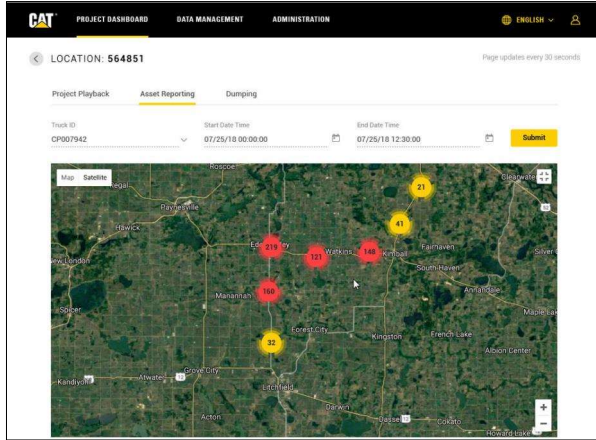 CAT PROJECT DASHBOARD DATA MANAGEMENT ADMINISTRATION ENGLISH
LOCATION: 564851 Page updates every 30 seconds
Project Playback Asset Reporting Dumping
Truck ID Start Date Time End Date Time
CP007942 07/25/18 00:00:00 07/25/18 12:30:00 Submit
Roscoe
Map Satellite Clearwater
Regal 21
Paynesville
41
Hawick
219 Fairhaven
Watkins 148 Kimball Silver
121
New London South Haven
160 Annandale
Manannah
Spicer Maple Lak
Forest City
32 Kingston French Lake
Albion Center
Grove City
Kandiyohi Atwater 12
Litchfield
Darwin
Acton Dassel Cokato
Howard Lake